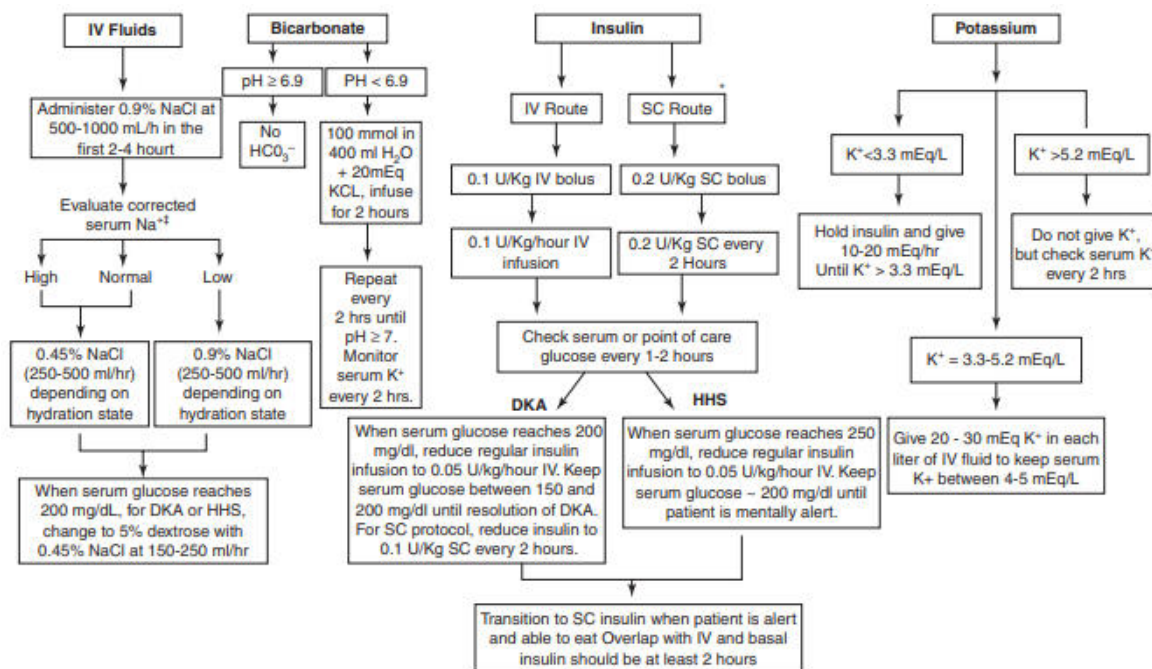 IV Fluids
Administer 0.9% NaCl at
500-1000 mL/h in the
first 2-4 hourt
Evaluate corrected
serum Na⁺‡
High
Normal
Low
0.45% NaCl
(250-500 ml/hr)
depending on
hydration state
0.9% NaCl
(250-500 ml/hr)
depending on
hydration state
When serum glucose reaches
200 mg/dL, for DKA or HHS,
change to 5% dextrose with
0.45% NaCl at 150-250 ml/hr
Bicarbonate
pH ≥ 6.9
PH < 6.9
No
HC0₃⁻
100 mmol in
400 ml H₂O
+ 20mEq
KCL, infuse
for 2 hours
Repeat
every
2 hrs until
pH ≥ 7.
Monitor
serum K⁺
every 2 hrs.
Insulin
IV Route
SC Route
*
0.1 U/Kg IV bolus
0.2 U/Kg SC bolus
0.1 U/Kg/hour IV
infusion
0.2 U/Kg SC every
2 Hours
Check serum or point of care
glucose every 1-2 hours
DKA
HHS
When serum glucose reaches 200
mg/dl, reduce regular insulin
infusion to 0.05 U/kg/hour IV. Keep
serum glucose between 150 and
200 mg/dl until resolution of DKA.
For SC protocol, reduce insulin to
0.1 U/Kg SC every 2 hours.
When serum glucose reaches 250
mg/dl, reduce regular insulin
infusion to 0.05 U/kg/hour IV. Keep
serum glucose ~ 200 mg/dl until
patient is mentally alert.
Transition to SC insulin when patient is alert
and able to eat Overlap with IV and basal
insulin should be at least 2 hours
Potassium
K⁺<3.3 mEq/L
K⁺ >5.2 mEq/L
Hold insulin and give
10-20 mEq/hr
Until K⁺ > 3.3 mEq/L
Do not give K⁺,
but check serum K⁺
every 2 hrs
K⁺ = 3.3-5.2 mEq/L
Give 20 - 30 mEq K⁺ in each
liter of IV fluid to keep serum
K+ between 4-5 mEq/L